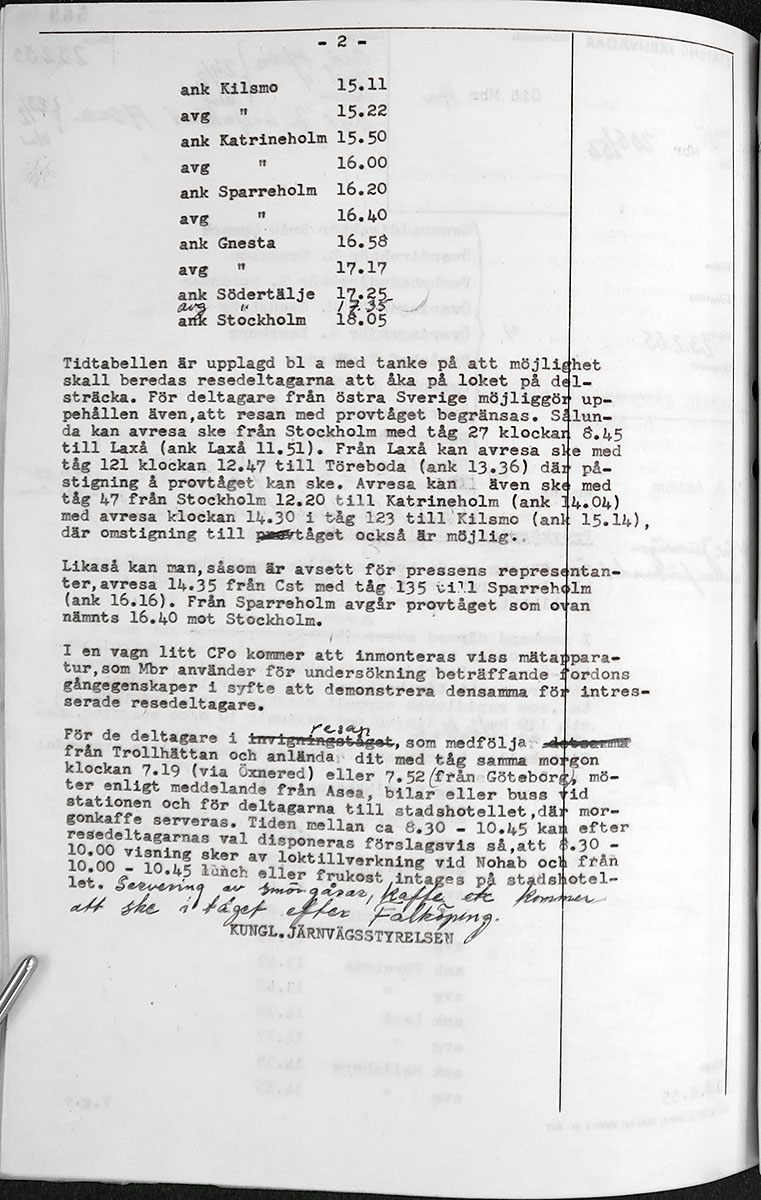 - 2 -
ank Kilsmo 15.11
avg " 15.22
ank Katrineholm 15.50
avg " 16.00
ank Sparreholm 16.20
avg " 16.40
ank Gnesta 16.58
avg " 17.17
ank Södertälje 17.25
avg " 17.35
ank Stockholm 18.05
Tidtabellen är upplagd bl a med tanke på att möjlighet
skall beredas resedeltagarna att åka på loket på del-
sträcka. För deltagare från östra Sverige möjliggör up-
pehållen även,att resan med provtåget begränsas. Sålun-
da kan avresa ske från Stockholm med tåg 27 klockan 8.45
till Laxå (ank Laxå 11.51). Från Laxå kan avresa ske med
tåg 121 klockan 12.47 till Töreboda (ank 13.36) där på-
stigning å provtåget kan ske. Avresa kan även ske med
tåg 47 från Stockholm 12.20 till Katrineholm (ank 14.04)
med avresa klockan 14.30 i tåg 123 till Kilsmo (ank 15.14),
där omstigning till provtåget också är möjlig.
Likaså kan man,såsom är avsett för pressens representan-
ter,avresa 14.35 från Cst med tåg 135 till Sparreholm
(ank 16.16). Från Sparreholm avgår provtåget som ovan
nämnts 16.40 mot Stockholm.
I en vagn litt CFo kommer att inmonteras viss mätappara-
tur,som Mbr använder för undersökning beträffande fordons
gångegenskaper i syfte att demonstrera densamma för intres-
serade resedeltagare.
resan
För de deltagare i invigningståget, som medföljar detsamma
från Trollhättan och anländar dit med tåg samma morgon
klockan 7.19 (via Öxnered) eller 7.52 (från Göteborg), mö-
ter enligt meddelande från Asea, bilar eller buss vid
stationen och för deltagarna till stadshotellet,där mor-
gonkaffe serveras. Tiden mellan ca 8.30 - 10.45 kan efter
resedeltagarnas val disponeras förslagsvis så,att 8.30 -
10.00 visning sker av loktillverkning vid Nohab och från
10.00 - 10.45 lunch eller frukost intages på stadshotel-
let. Servering av smörgåsar, kaffe etc kommer
att ske i tåget efter Falköping.
KUNGL.JÄRNVÄGSSTYRELSEN